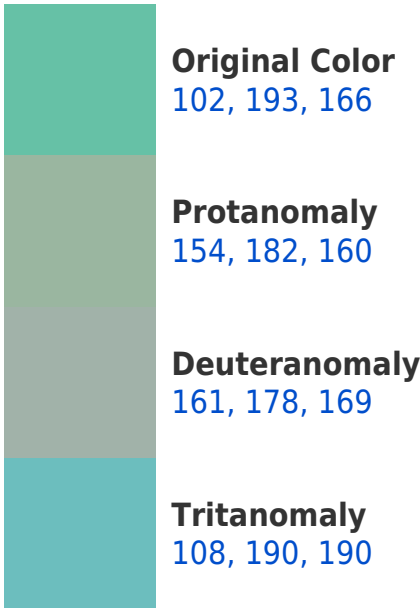 Original Color
102, 193, 166
Protanomaly
154, 182, 160
Deuteranomaly
161, 178, 169
Tritanomaly
108, 190, 190